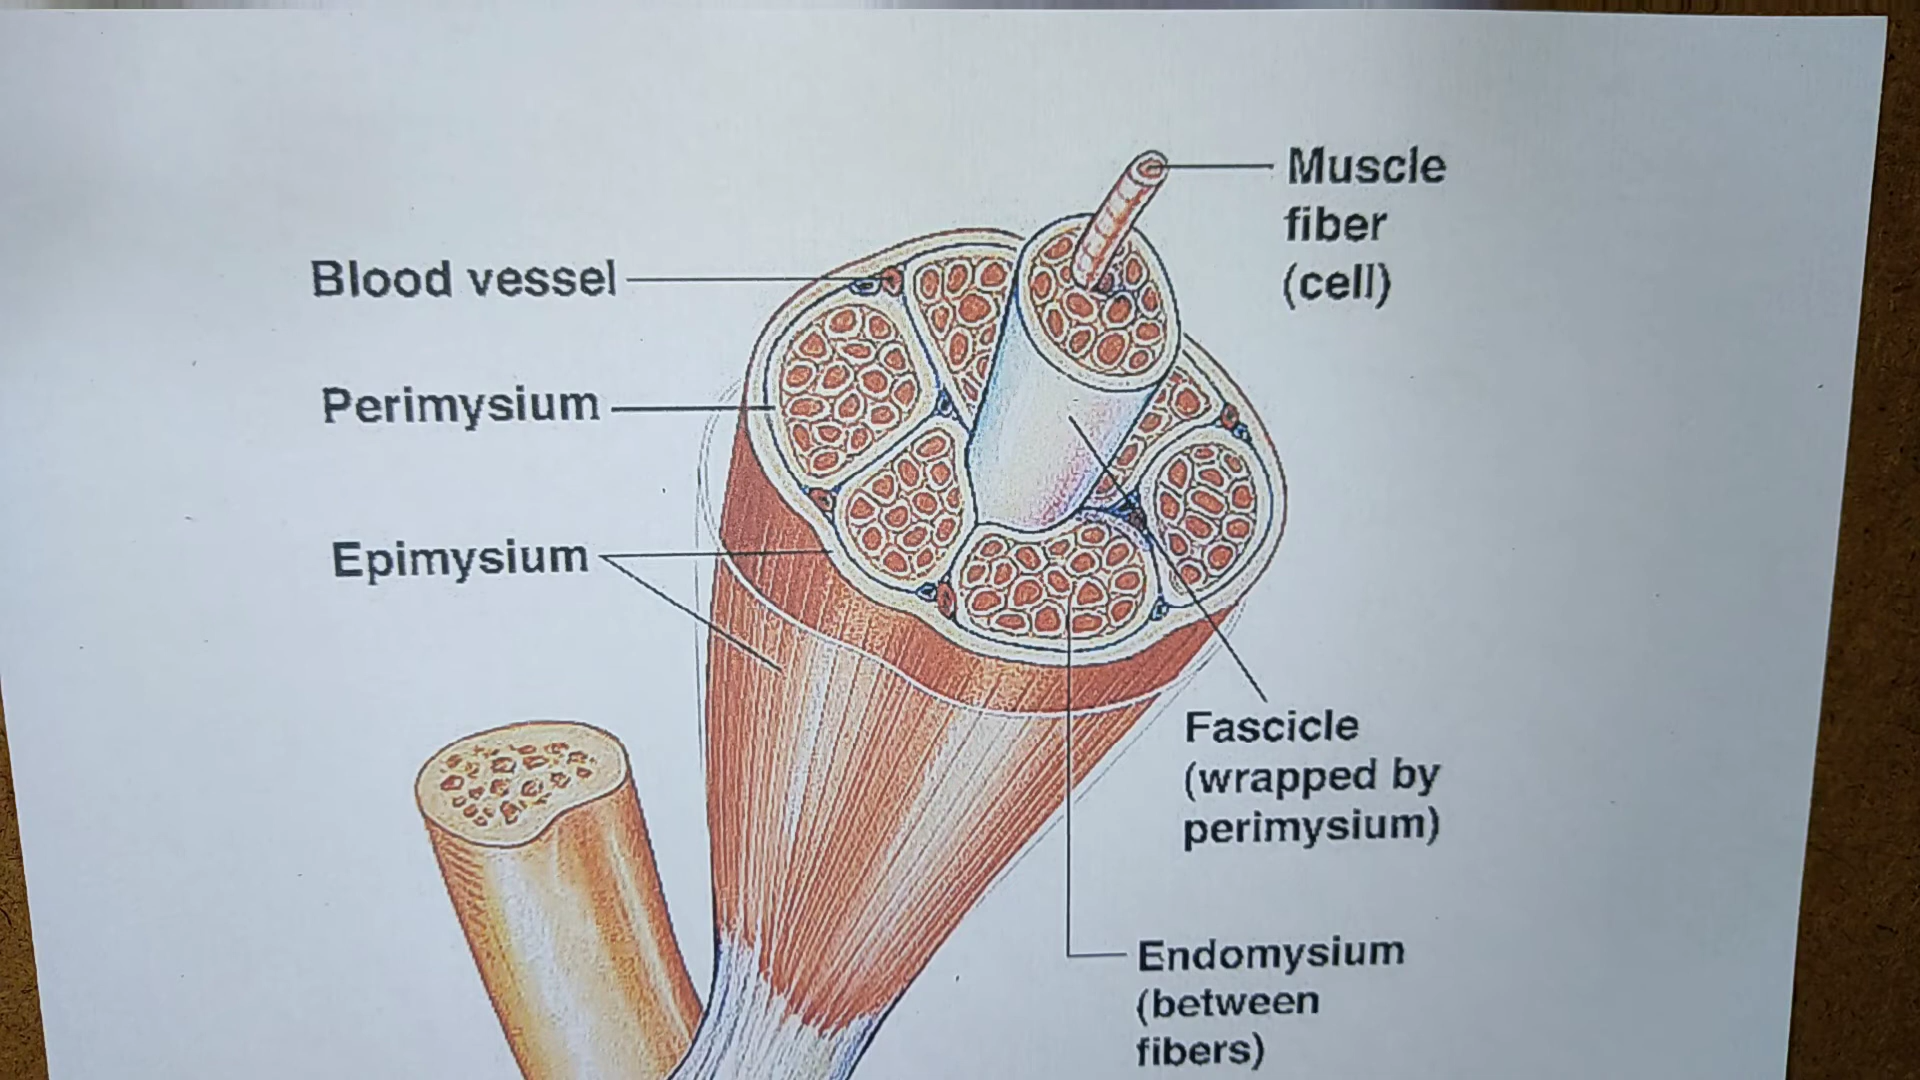 Muscle
fiber
(cell)
Blood vessel
Perimysium
Epimysium
Fascicle
(wrapped by
perimysium)
Endomysium
(between
fibers)